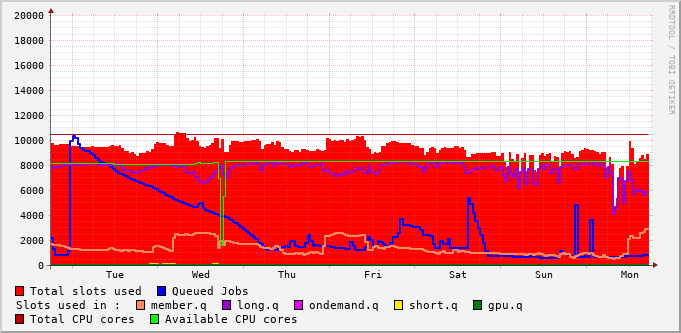 20000
18000
16000
14000
12000
10000
8000
6000
4000
2000
0
Tue Wed Thu Fri Sat Sun Mon
RRDTOOL / TOBI OETIKER
Total slots used Queued Jobs
Slots used in : member.q long.q ondemand.q short.q gpu.q
Total CPU cores Available CPU cores